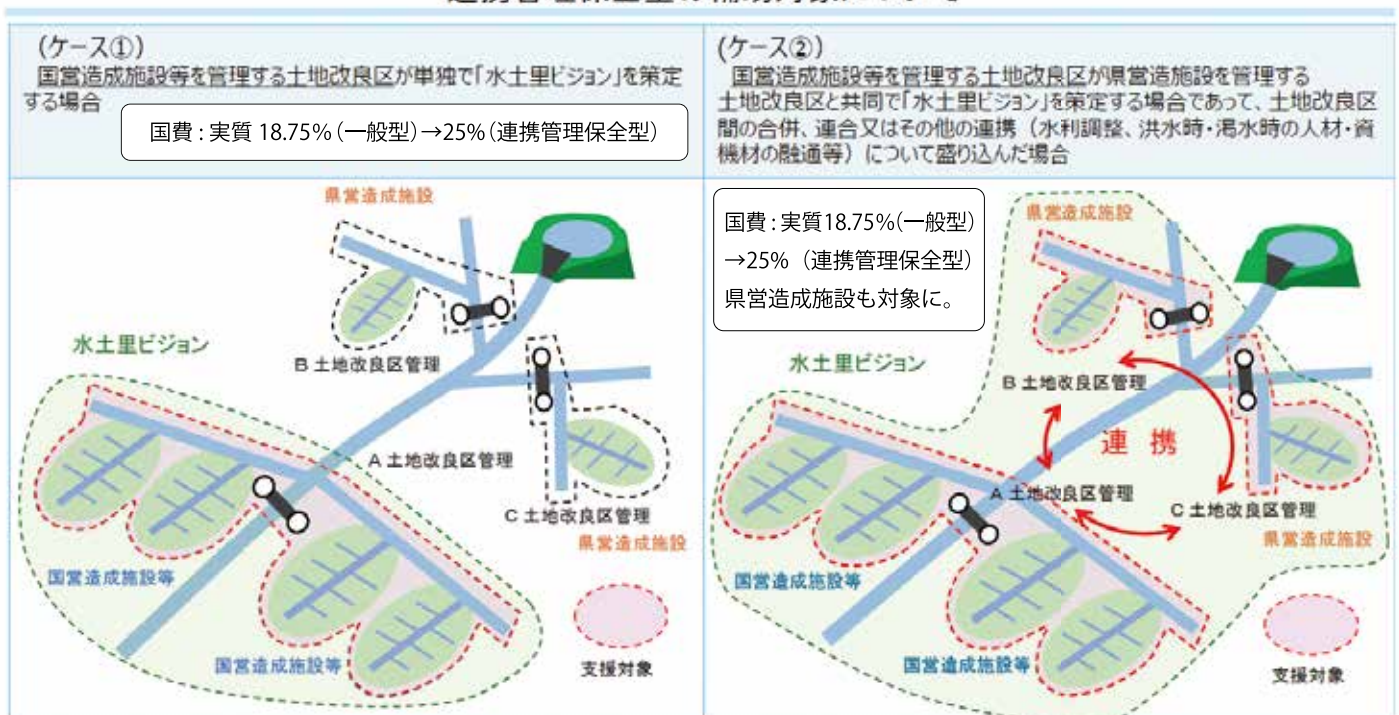 (ケース①)
国営造成施設等を管理する土地改良区が単独で「水土里ビジョン」を策定
する場合
国費：実質 18.75%（一般型）→25%（連携管理保全型）
県営造成施設
水土里ビジョン
B 土地改良区管理
A 土地改良区管理
C 土地改良区管理
県営造成施設
国営造成施設等
国営造成施設等
支援対象
(ケース②)
国営造成施設等を管理する土地改良区が県営造施設を管理する
土地改良区と共同で「水土里ビジョン」を策定する場合であって、土地改良区
間の合併、連合又はその他の連携（水利調整、洪水時・渇水時の人材・資
機材の融通等）について盛り込んだ場合
国費：実質18.75%（一般型）
→25%（連携管理保全型）
県営造成施設も対象に。
県営造成施設
水土里ビジョン
B 土地改良区管理
連 携
A 土地改良区管理
C 土地改良区管理
県営造成施設
国営造成施設等
国営造成施設等
支援対象